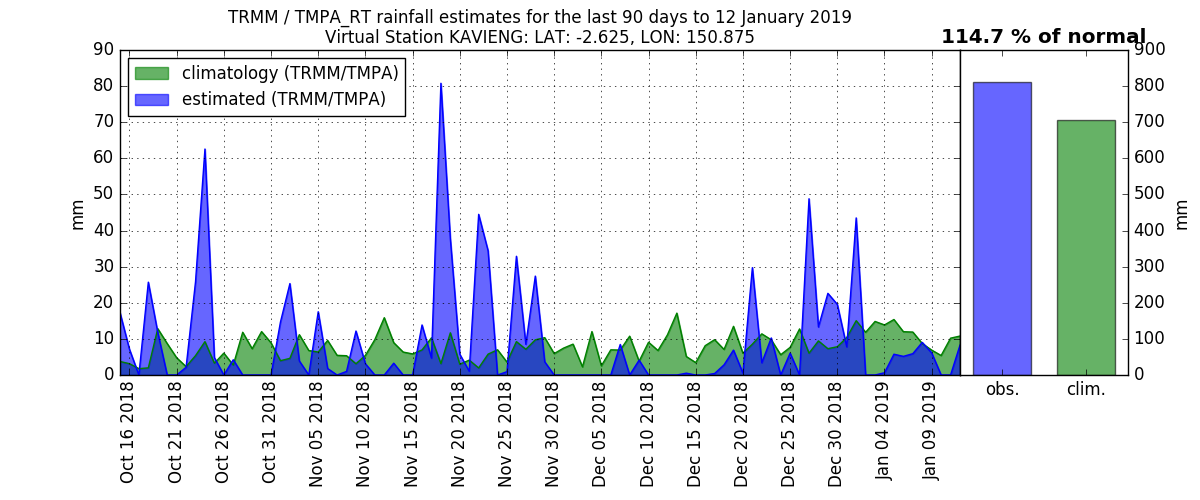 TRMM / TMPA_RT rainfall estimates for the last 90 days to 12 January 2019
Virtual Station KAVIENG: LAT: -2.625, LON: 150.875
114.7 % of normal
climatology (TRMM/TMPA)
estimated (TRMM/TMPA)
mm
90
80
70
60
50
40
30
20
10
0
Oct 16 2018
Oct 21 2018
Oct 26 2018
Oct 31 2018
Nov 05 2018
Nov 10 2018
Nov 15 2018
Nov 20 2018
Nov 25 2018
Nov 30 2018
Dec 05 2018
Dec 10 2018
Dec 15 2018
Dec 20 2018
Dec 25 2018
Dec 30 2018
Jan 04 2019
Jan 09 2019
obs.
clim.
900
800
700
600
500
400
300
200
100
0
mm